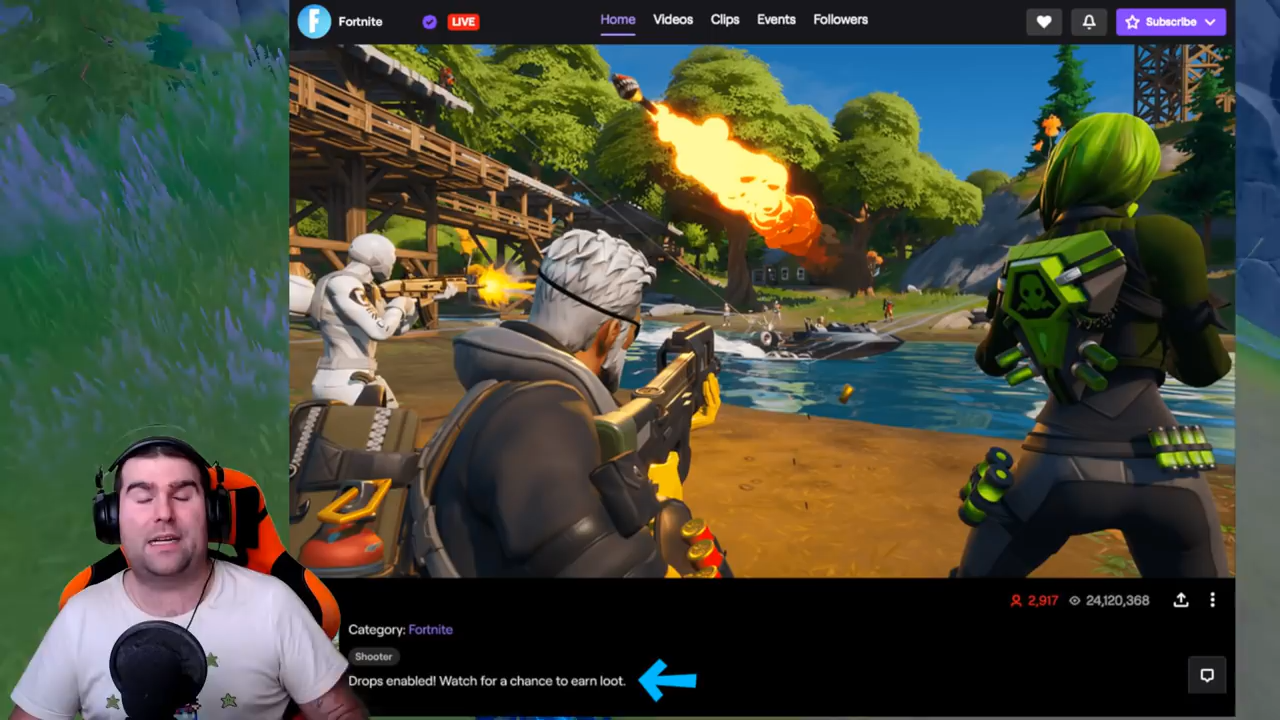 Fortnite
LIVE
Home
Videos
Clips
Events
Followers
Subscribe
2,917
24,120,368
Category: Fortnite
Shooter
Drops enabled! Watch for a chance to earn loot.